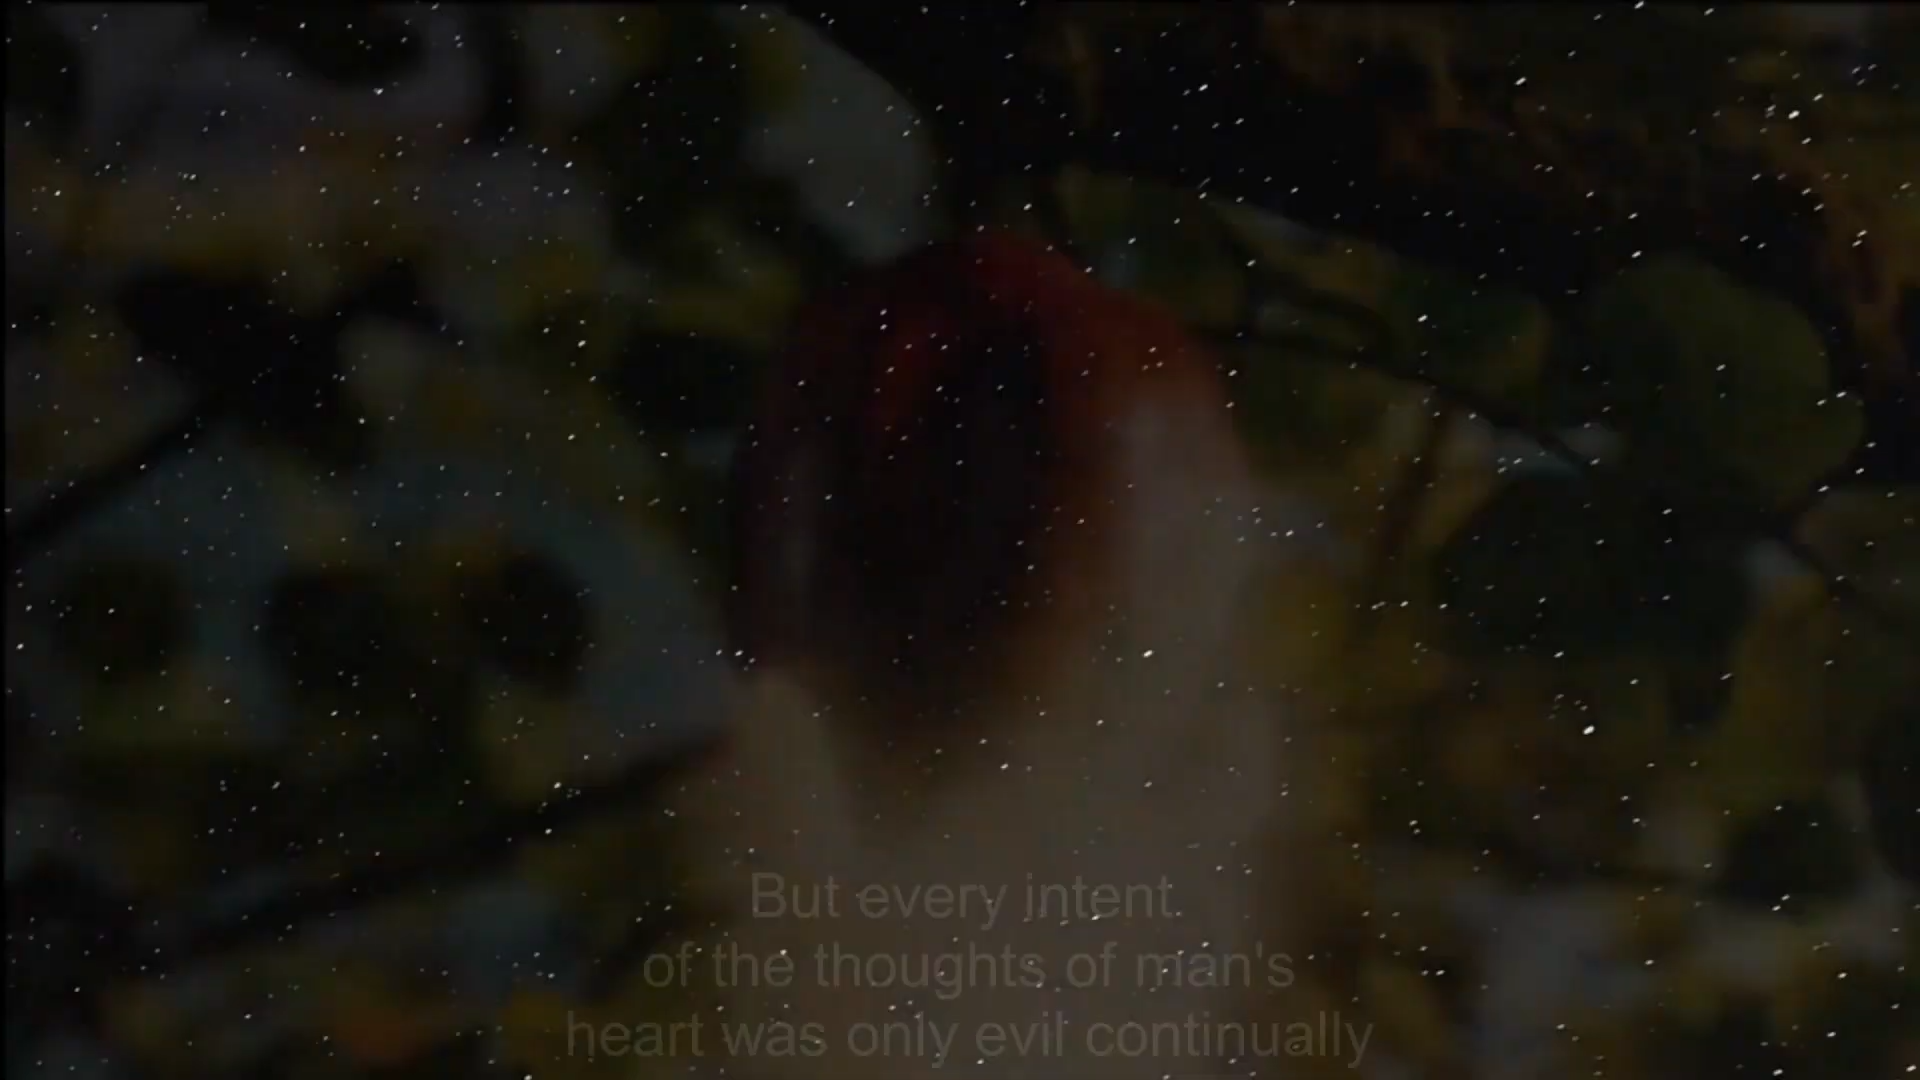 But every intent
of the thoughts of man's
heart was only evil continually